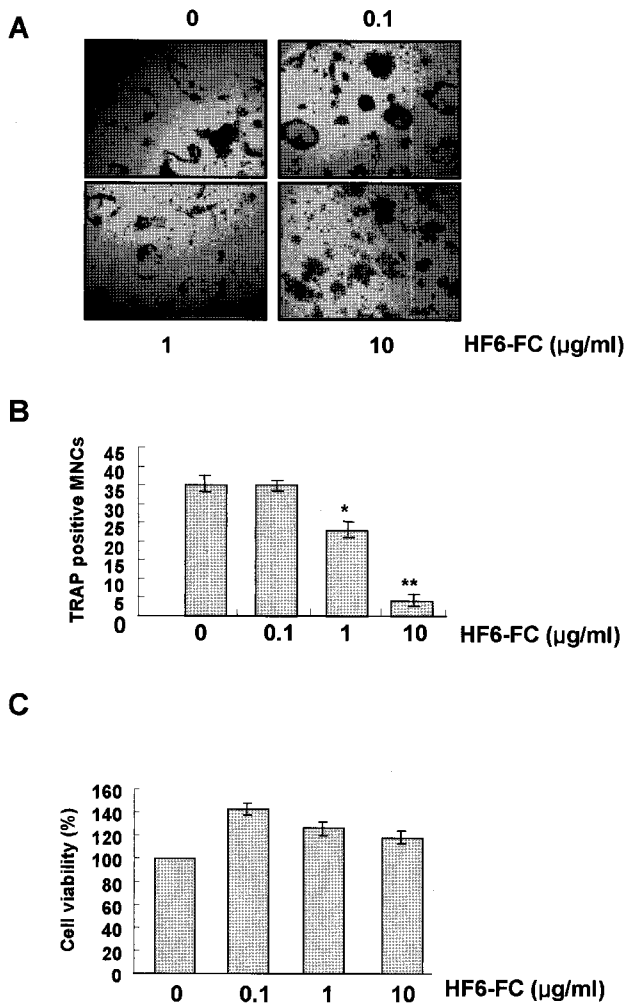 A
0 0.1
1 10 HF6-FC (µg/ml)
B
TRAP positive MNCs
45
40
35
30
25
20
15
10
5
0
* 
**
0 0.1 1 10 HF6-FC (µg/ml)
C
Cell viability (%)
160
140
120
100
80
60
40
20
0
0 0.1 1 10 HF6-FC (µg/ml)